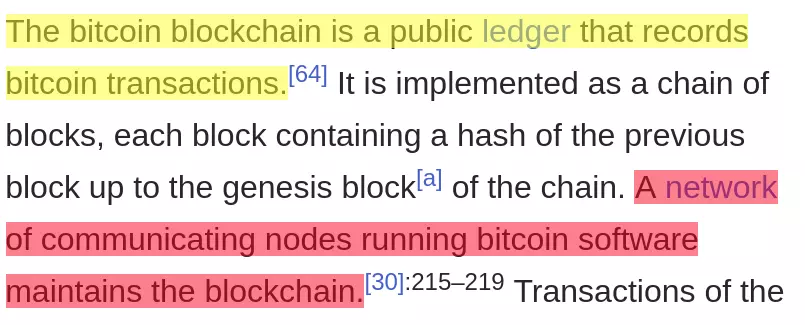 The bitcoin blockchain is a public ledger that records
bitcoin transactions.[64] It is implemented as a chain of
blocks, each block containing a hash of the previous
block up to the genesis block[a] of the chain. A network
of communicating nodes running bitcoin software
maintains the blockchain.[30]:215–219 Transactions of the